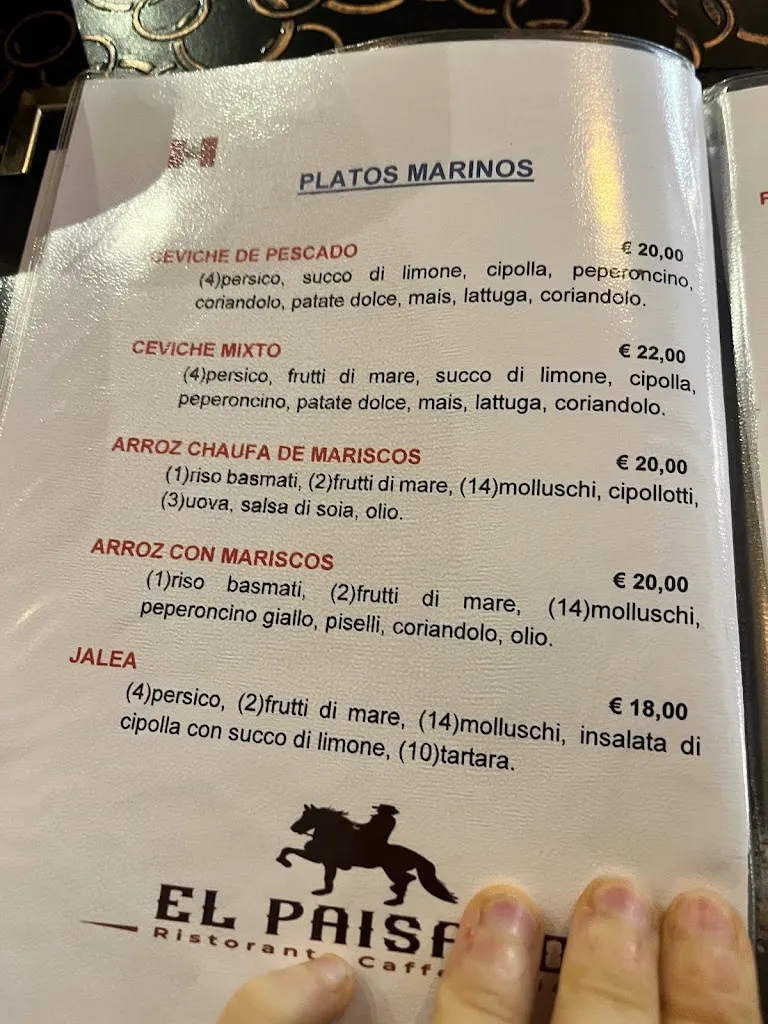 PLATOS MARINOS
CEVICHE DE PESCADO € 20,00
(4)persico, succo di limone, cipolla, peperoncino,
coriandolo, patate dolce, mais, lattuga, coriandolo.
CEVICHE MIXTO € 22,00
(4)persico, frutti di mare, succo di limone, cipolla,
peperoncino, patate dolce, mais, lattuga, coriandolo.
ARROZ CHAUFA DE MARISCOS € 20,00
(1)riso basmati, (2)frutti di mare, (14)molluschi, cipollotti,
(3)uova, salsa di soia, olio.
ARROZ CON MARISCOS € 20,00
(1)riso basmati, (2)frutti di mare, (14)molluschi,
peperoncino giallo, piselli, coriandolo, olio.
JALEA € 18,00
(4)persico, (2)frutti di mare, (14)molluschi, insalata di
cipolla con succo di limone, (10)tartara.
EL